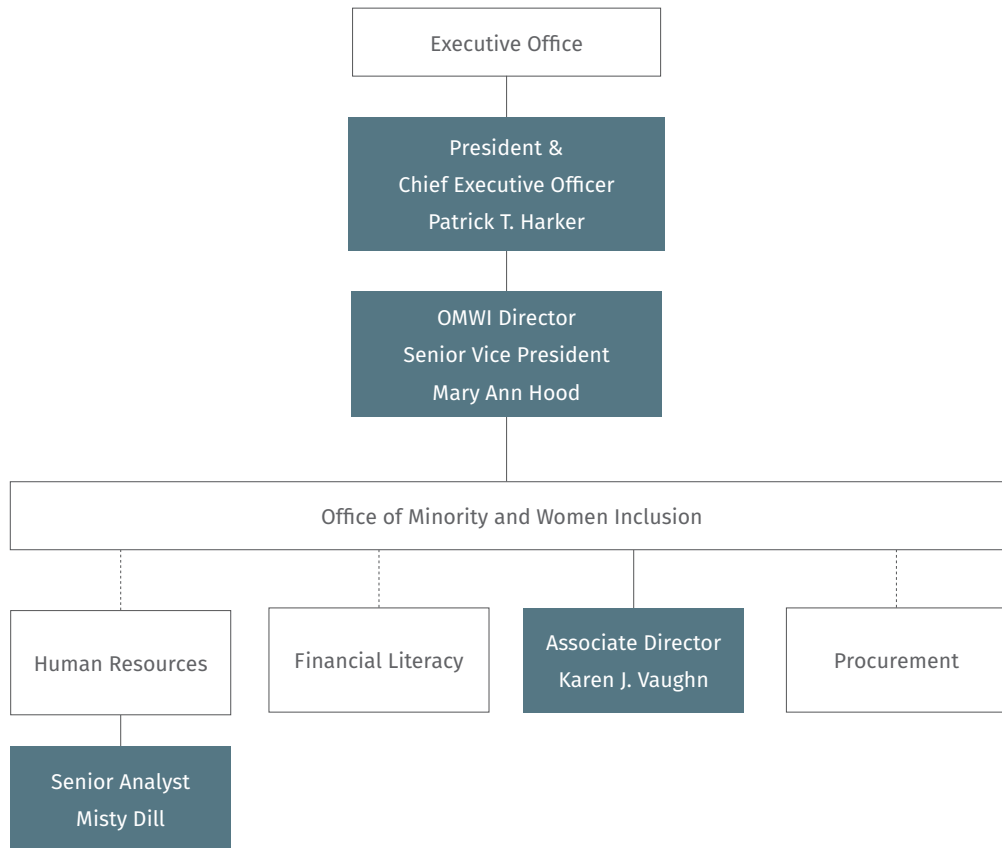 Executive Office
President &
Chief Executive Officer
Patrick T. Harker
OMWI Director
Senior Vice President
Mary Ann Hood
Office of Minority and Women Inclusion
Human Resources
Financial Literacy
Associate Director
Karen J. Vaughn
Procurement
Senior Analyst
Misty Dill